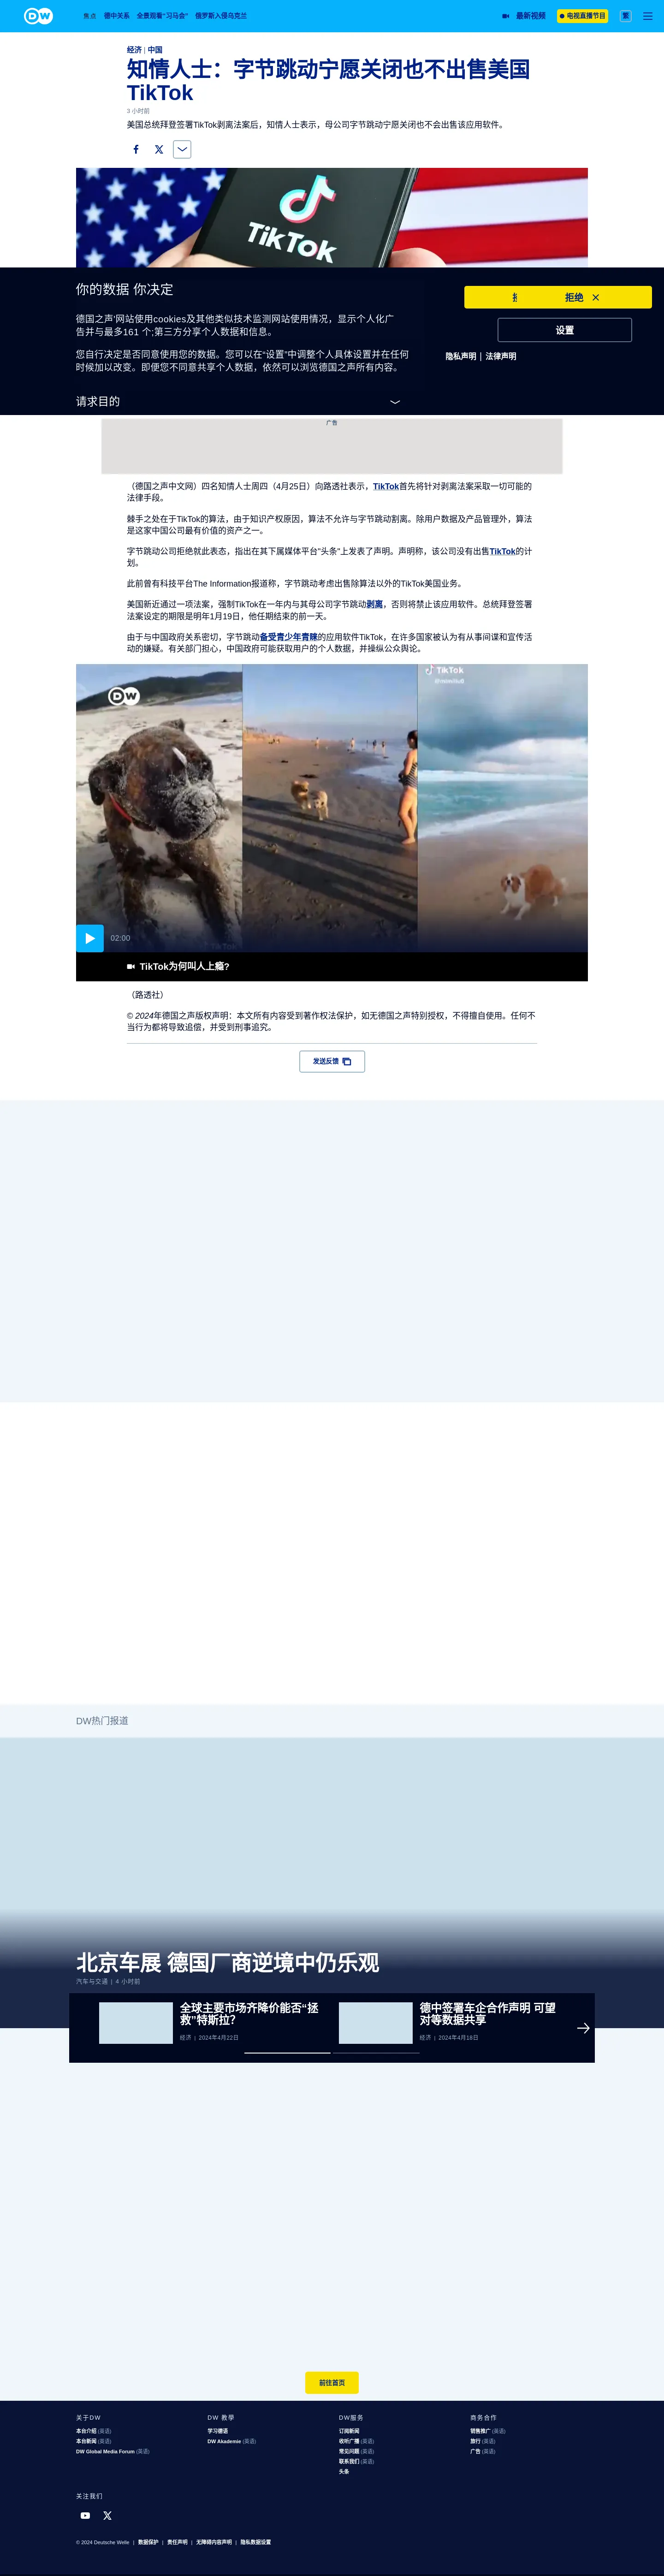 DW
焦点 德中关系 全景观看“习马会” 俄罗斯入侵乌克兰
最新视频
电视直播节目
繁
经济 | 中国
知情人士：字节跳动宁愿关闭也不出售美国
TikTok
3 小时前
美国总统拜登签署TikTok剥离法案后，知情人士表示，母公司字节跳动宁愿关闭也不会出售该应用软件。
TikTok
你的数据 你决定
德国之声'网站使用cookies及其他类似技术监测网站使用情况，显示个人化广
告并与最多161 个;第三方分享个人数据和信息。
您自行决定是否同意使用您的数据。您可以在“设置”中调整个人具体设置并在任何
时候加以改变。即便您不同意共享个人数据，依然可以浏览德国之声所有内容。
请求目的
拒绝
设置
隐私声明 | 法律声明
广告
（德国之声中文网）四名知情人士周四（4月25日）向路透社表示，TikTok首先将针对剥离法案采取一切可能的
法律手段。
棘手之处在于TikTok的算法，由于知识产权原因，算法不允许与字节跳动割离。除用户数据及产品管理外，算法
是这家中国公司最有价值的资产之一。
字节跳动公司拒绝就此表态，指出在其下属媒体平台"头条"上发表了声明。声明称，该公司没有出售TikTok的计
划。
此前曾有科技平台The Information报道称，字节跳动考虑出售除算法以外的TikTok美国业务。
美国新近通过一项法案，强制TikTok在一年内与其母公司字节跳动剥离，否则将禁止该应用软件。总统拜登签署
法案设定的期限是明年1月19日，他任期结束的前一天。
由于与中国政府关系密切，字节跳动备受青少年青睐的应用软件TikTok，在许多国家被认为有从事间谍和宣传活
动的嫌疑。有关部门担心，中国政府可能获取用户的个人数据，并操纵公众舆论。
DW
TikTok
02:00
TikTok为何叫人上瘾?
（路透社）
© 2024年德国之声版权声明：本文所有内容受到著作权法保护，如无德国之声特别授权，不得擅自使用。任何不
当行为都将导致追偿，并受到刑事追究。
发送反馈
DW热门报道
北京车展 德国厂商逆境中仍乐观
汽车与交通 | 4 小时前
全球主要市场齐降价能否“拯
救”特斯拉？
经济 | 2024年4月22日
德中签署车企合作声明 可望
对等数据共享
经济 | 2024年4月18日
前往首页
关于DW
本台介绍 (英语)
本台新闻 (英语)
DW Global Media Forum (英语)
DW 教学
学习德语
DW Akademie (英语)
DW服务
订阅新闻
收听广播 (英语)
常见问题 (英语)
联系我们 (英语)
头条
商务合作
销售推广 (英语)
旅行 (英语)
广告 (英语)
关注我们
© 2024 Deutsche Welle | 数据保护 | 责任声明 | 无障碍内容声明 | 隐私数据设置